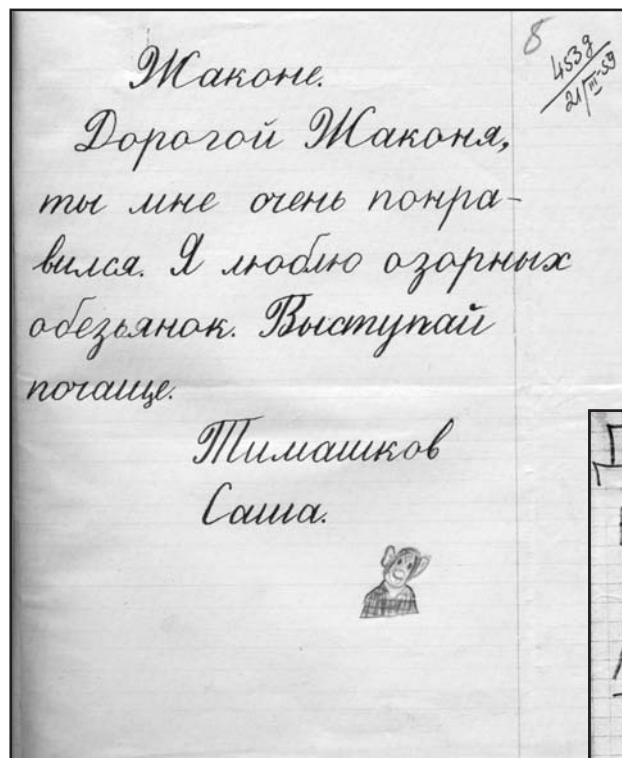 8
453 д
21/III-59
Жаконе.
Дорогой Жаконя,
ты мне очень понра-
вился. Я люблю озорных
обезьянок. Выступай
почаще.
Тимашков
Саша.